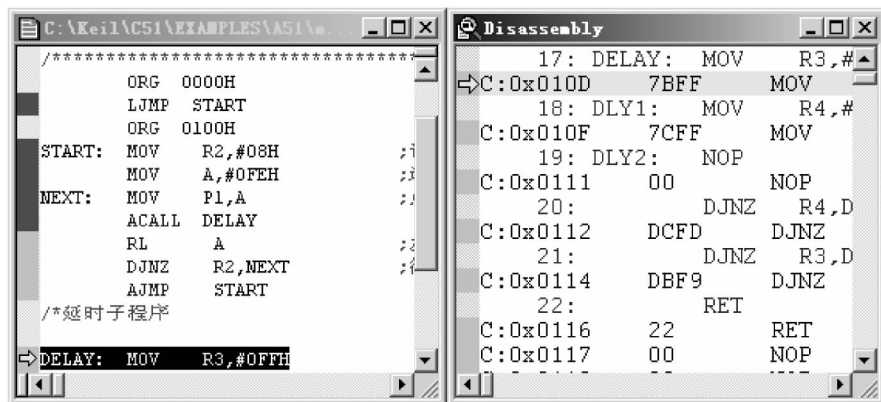 C:\Keil\C51\EXAMPLES\A51\m...
/***********************************
ORG 0000H
LJMP START
ORG 0100H
START: MOV R2,#08H ;
MOV A,#0FEH ;
NEXT: MOV P1,A ;
ACALL DELAY
RL A ;
DJNZ R2,NEXT ;
AJMP START
/*延时子程序
DELAY: MOV R3,#0FFH
Disassembly
17: DELAY: MOV R3,#
C:0x010D 7BFF MOV
18: DLY1: MOV R4,#
C:0x010F 7CFF MOV
19: DLY2: NOP
C:0x0111 00 NOP
20: DJNZ R4,D
C:0x0112 DCFD DJNZ
21: DJNZ R3,D
C:0x0114 DBF9 DJNZ
22: RET
C:0x0116 22 RET
C:0x0117 00 NOP